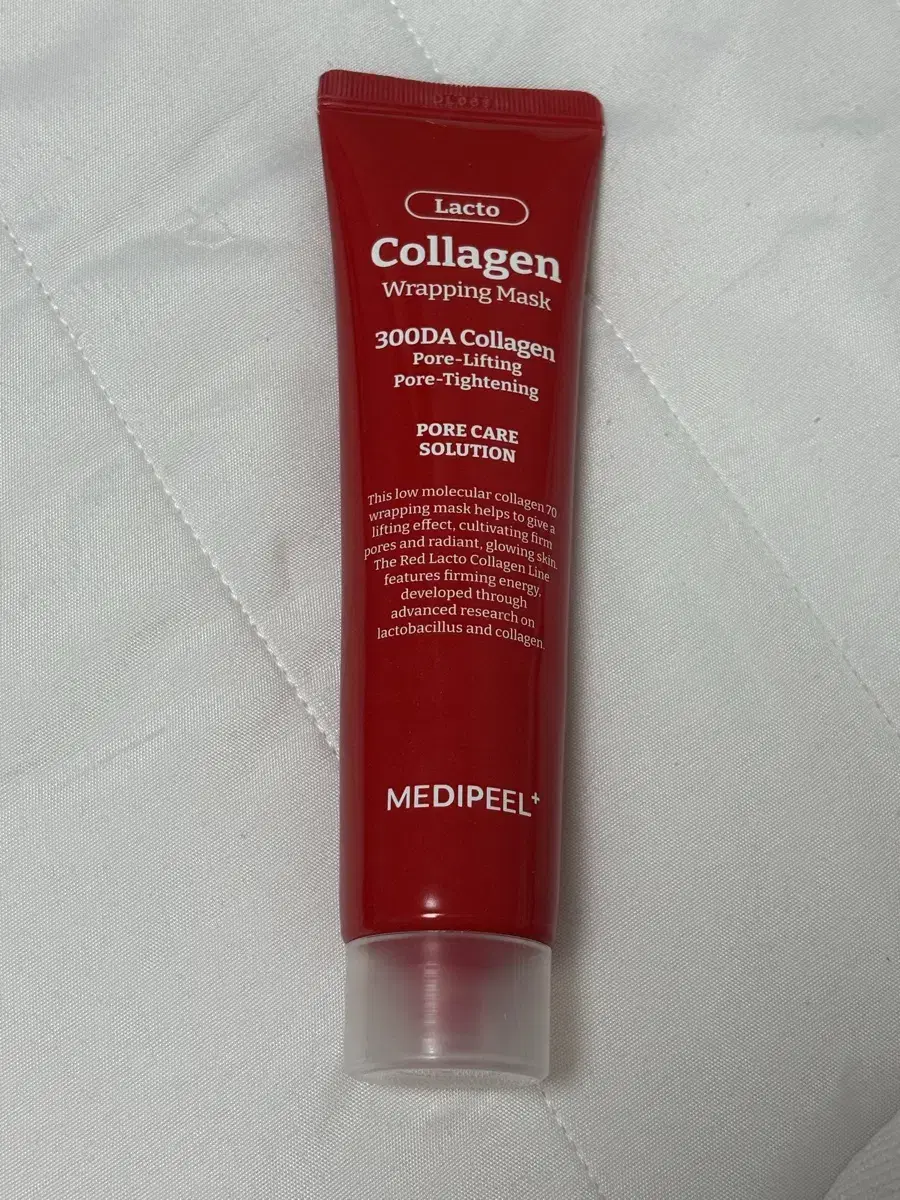 Lacto
Collagen
Wrapping Mask
300DA Collagen
Pore-Lifting
Pore-Tightening
PORE CARE
SOLUTION
This low molecular collagen 70
wrapping mask helps to give a
lifting effect, cultivating firm
pores and radiant, glowing skin.
The Red Lacto Collagen Line
features firming energy,
developed through
advanced research on
lactobacillus and collagen.
MEDIPEEL+